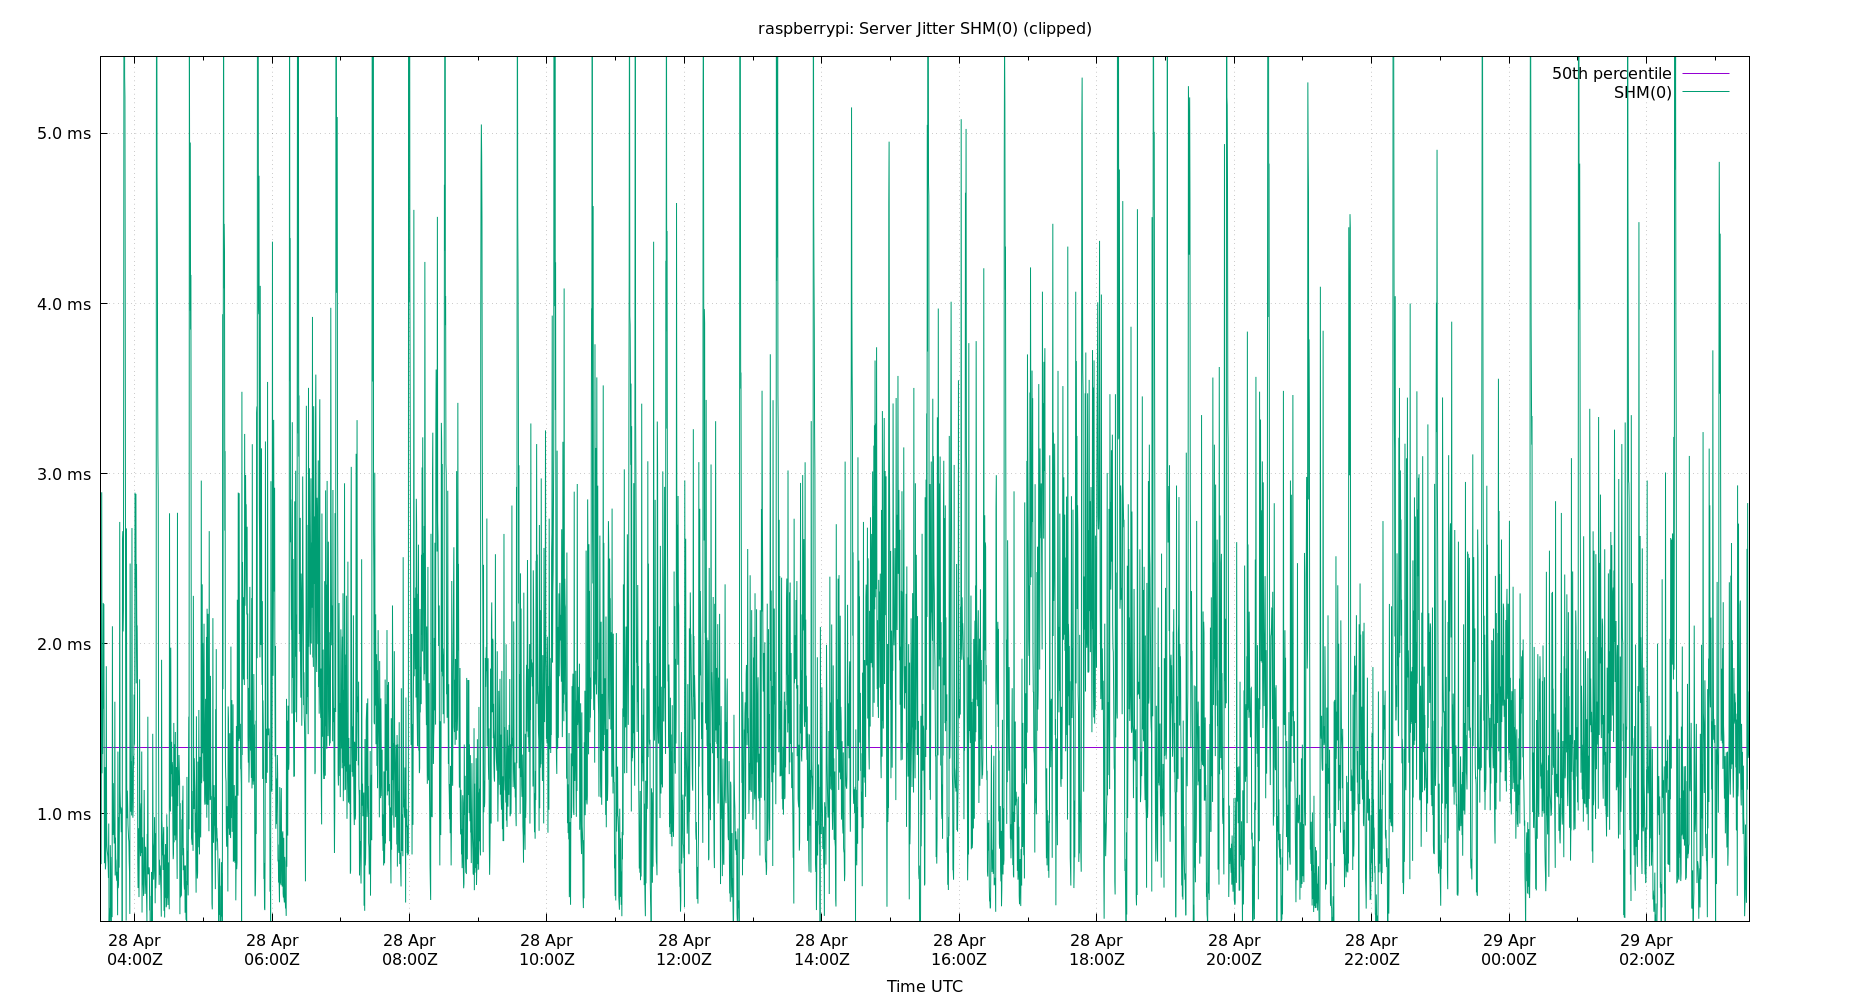 raspberrypi: Server Jitter SHM(0) (clipped)
50th percentile
SHM(0)
5.0 ms
4.0 ms
3.0 ms
2.0 ms
1.0 ms
28 Apr 28 Apr 28 Apr 28 Apr 28 Apr 28 Apr 28 Apr 28 Apr 28 Apr 28 Apr 29 Apr 29 Apr
04:00Z 06:00Z 08:00Z 10:00Z 12:00Z 14:00Z 16:00Z 18:00Z 20:00Z 22:00Z 00:00Z 02:00Z
Time UTC